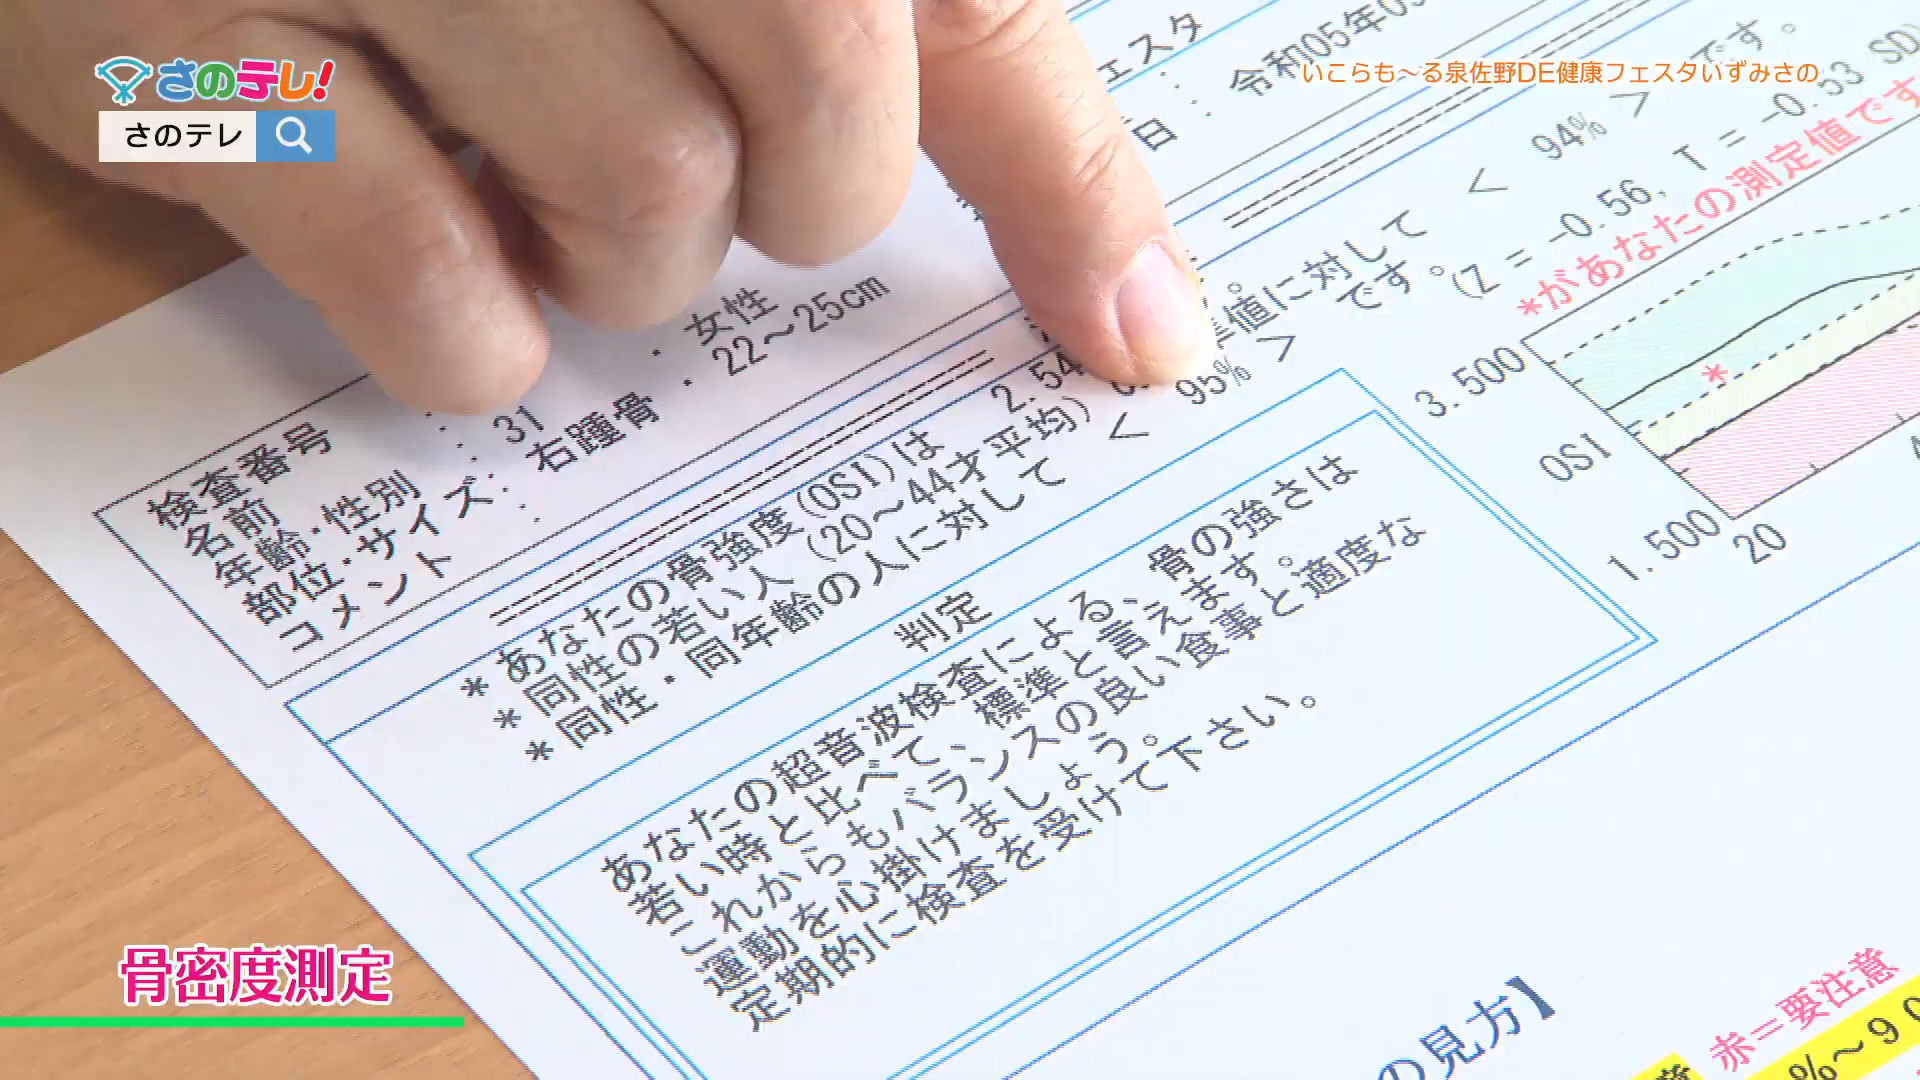 さのテレ!
さのテレ
いこらも～る泉佐野DE健康フェスタいずみさの
ェスタ
日 : 令和05年0
検査番号 :
名前 :
年齢・性別 : 31 ・ 女性
部位・サイズ: 右踵骨 ・ 22～25cm
コメント :
* あなたの骨強度(OSI)は 2.54
* 同性の若い人 (20～44才平均) 値に対して < 94% > です。
* 同性・同年齢の人に対して < 95% > です。
(Z = -0.56, T = -0.53 SD)
*があなたの測定値です
3.500
OSI
1.500
20
判定
あなたの超音波検査による、骨の強さは
若い時と比べて、標準と言えます。
これからもバランスの良い食事と適度な
運動を心掛けましょう。
定期的に検査を受けて下さい。
の見方】
赤=要注意
%～9
骨密度測定